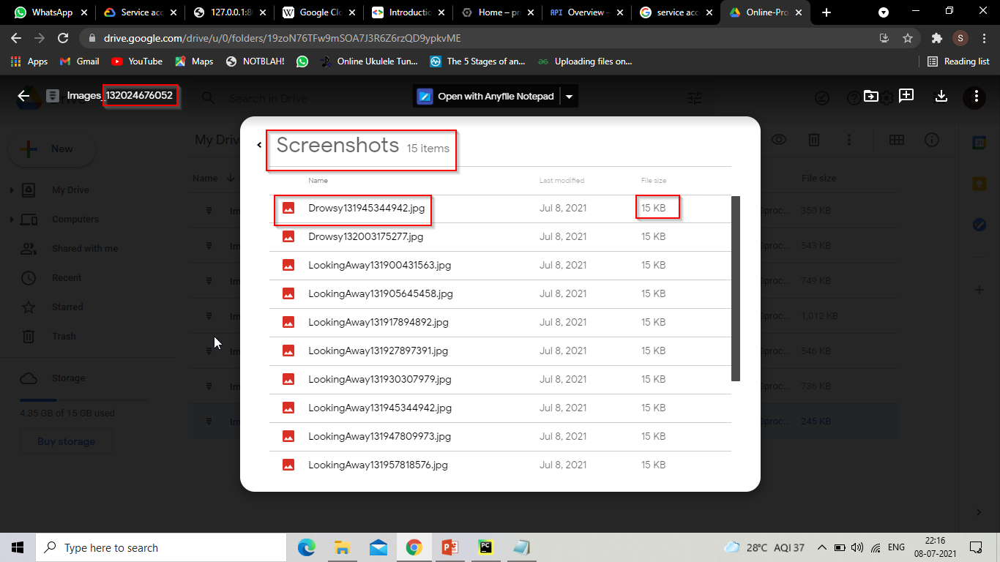 WhatsApp
Service acc
127.0.0.1:8
Google Clo
Introductio
Home – pr
API Overview –
service acc
Online-Pro
drive.google.com/drive/u/0/folders/19zoN76TFw9mSOA7J3R6Z6rzQD9ypkvME
S
Apps
Gmail
YouTube
Maps
NOTBLAH!
Online Ukulele Tun...
The 5 Stages of an...
Uploading files on...
Reading list
Images_132024676052
Search in Drive
Open with Anyfile Notepad
New
My Drive
Computers
Shared with me
Recent
Starred
Trash
Storage
4.35 GB of 15 GB used
Buy storage
My Driv
Name
File size
350 KB
543 KB
749 KB
1,012 KB
546 KB
736 KB
245 KB
Screenshots 15 items
Name Last modified File size
Drowsy131945344942.jpg Jul 8, 2021 15 KB
Drowsy132003175277.jpg Jul 8, 2021 15 KB
LookingAway131900431563.jpg Jul 8, 2021 15 KB
LookingAway131905645458.jpg Jul 8, 2021 15 KB
LookingAway131917894892.jpg Jul 8, 2021 15 KB
LookingAway131927897391.jpg Jul 8, 2021 15 KB
LookingAway131930307979.jpg Jul 8, 2021 15 KB
LookingAway131945344942.jpg Jul 8, 2021 15 KB
LookingAway131947809973.jpg Jul 8, 2021 15 KB
LookingAway131957818576.jpg Jul 8, 2021 15 KB
Type here to search
28°C AQI 37
ENG
22:16
08-07-2021